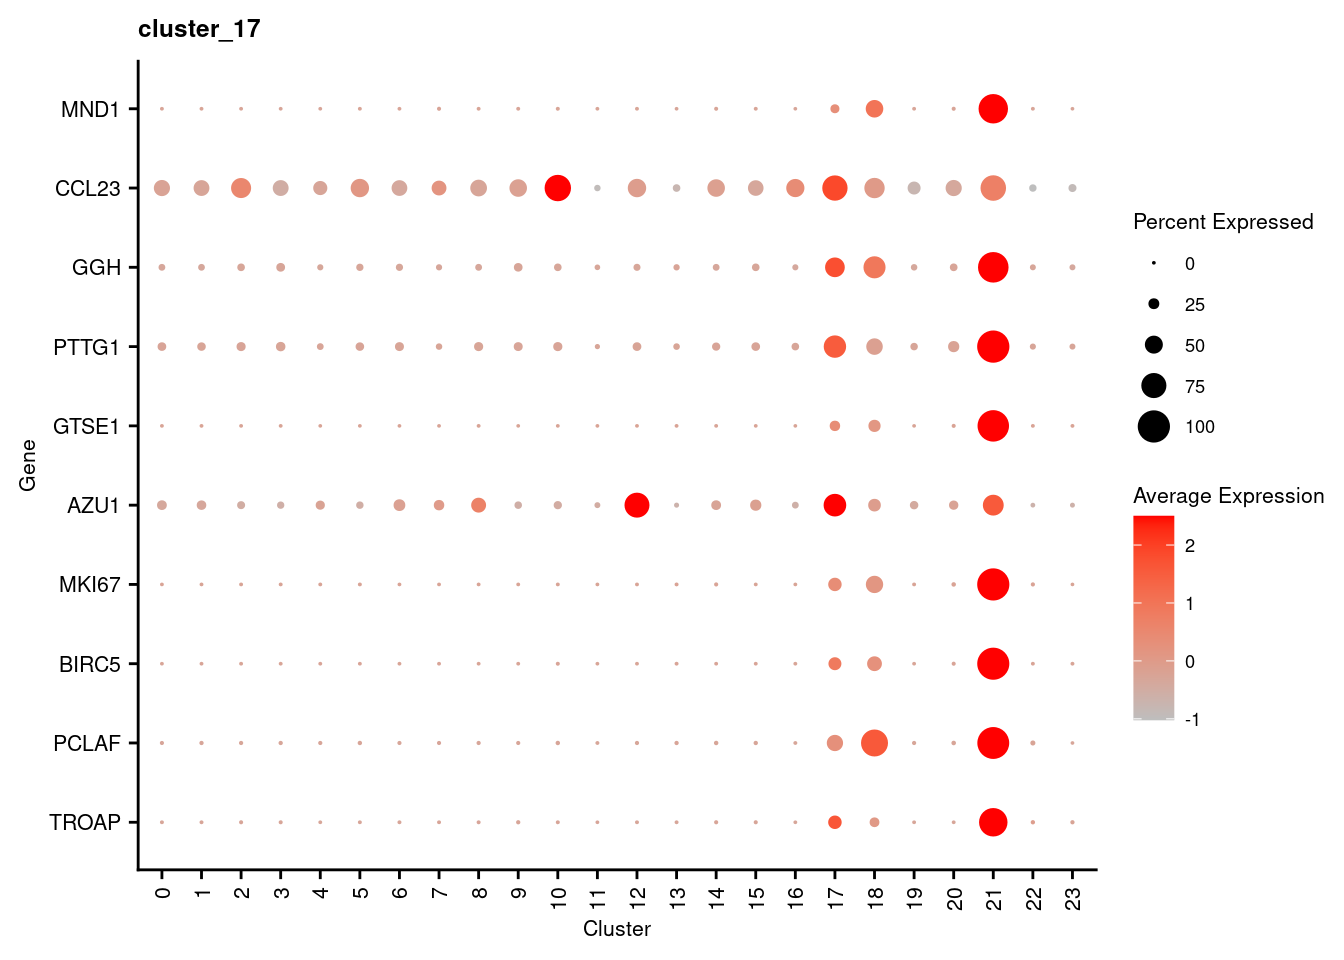 cluster_17
MND1
CCL23
GGH
PTTG1
GTSE1
AZU1
MKI67
BIRC5
PCLAF
TROAP
Gene
0 1 2 3 4 5 6 7 8 9 10 11 12 13 14 15 16 17 18 19 20 21 22 23
Cluster
Percent Expressed
0
25
50
75
100
Average Expression
2
1
0
-1